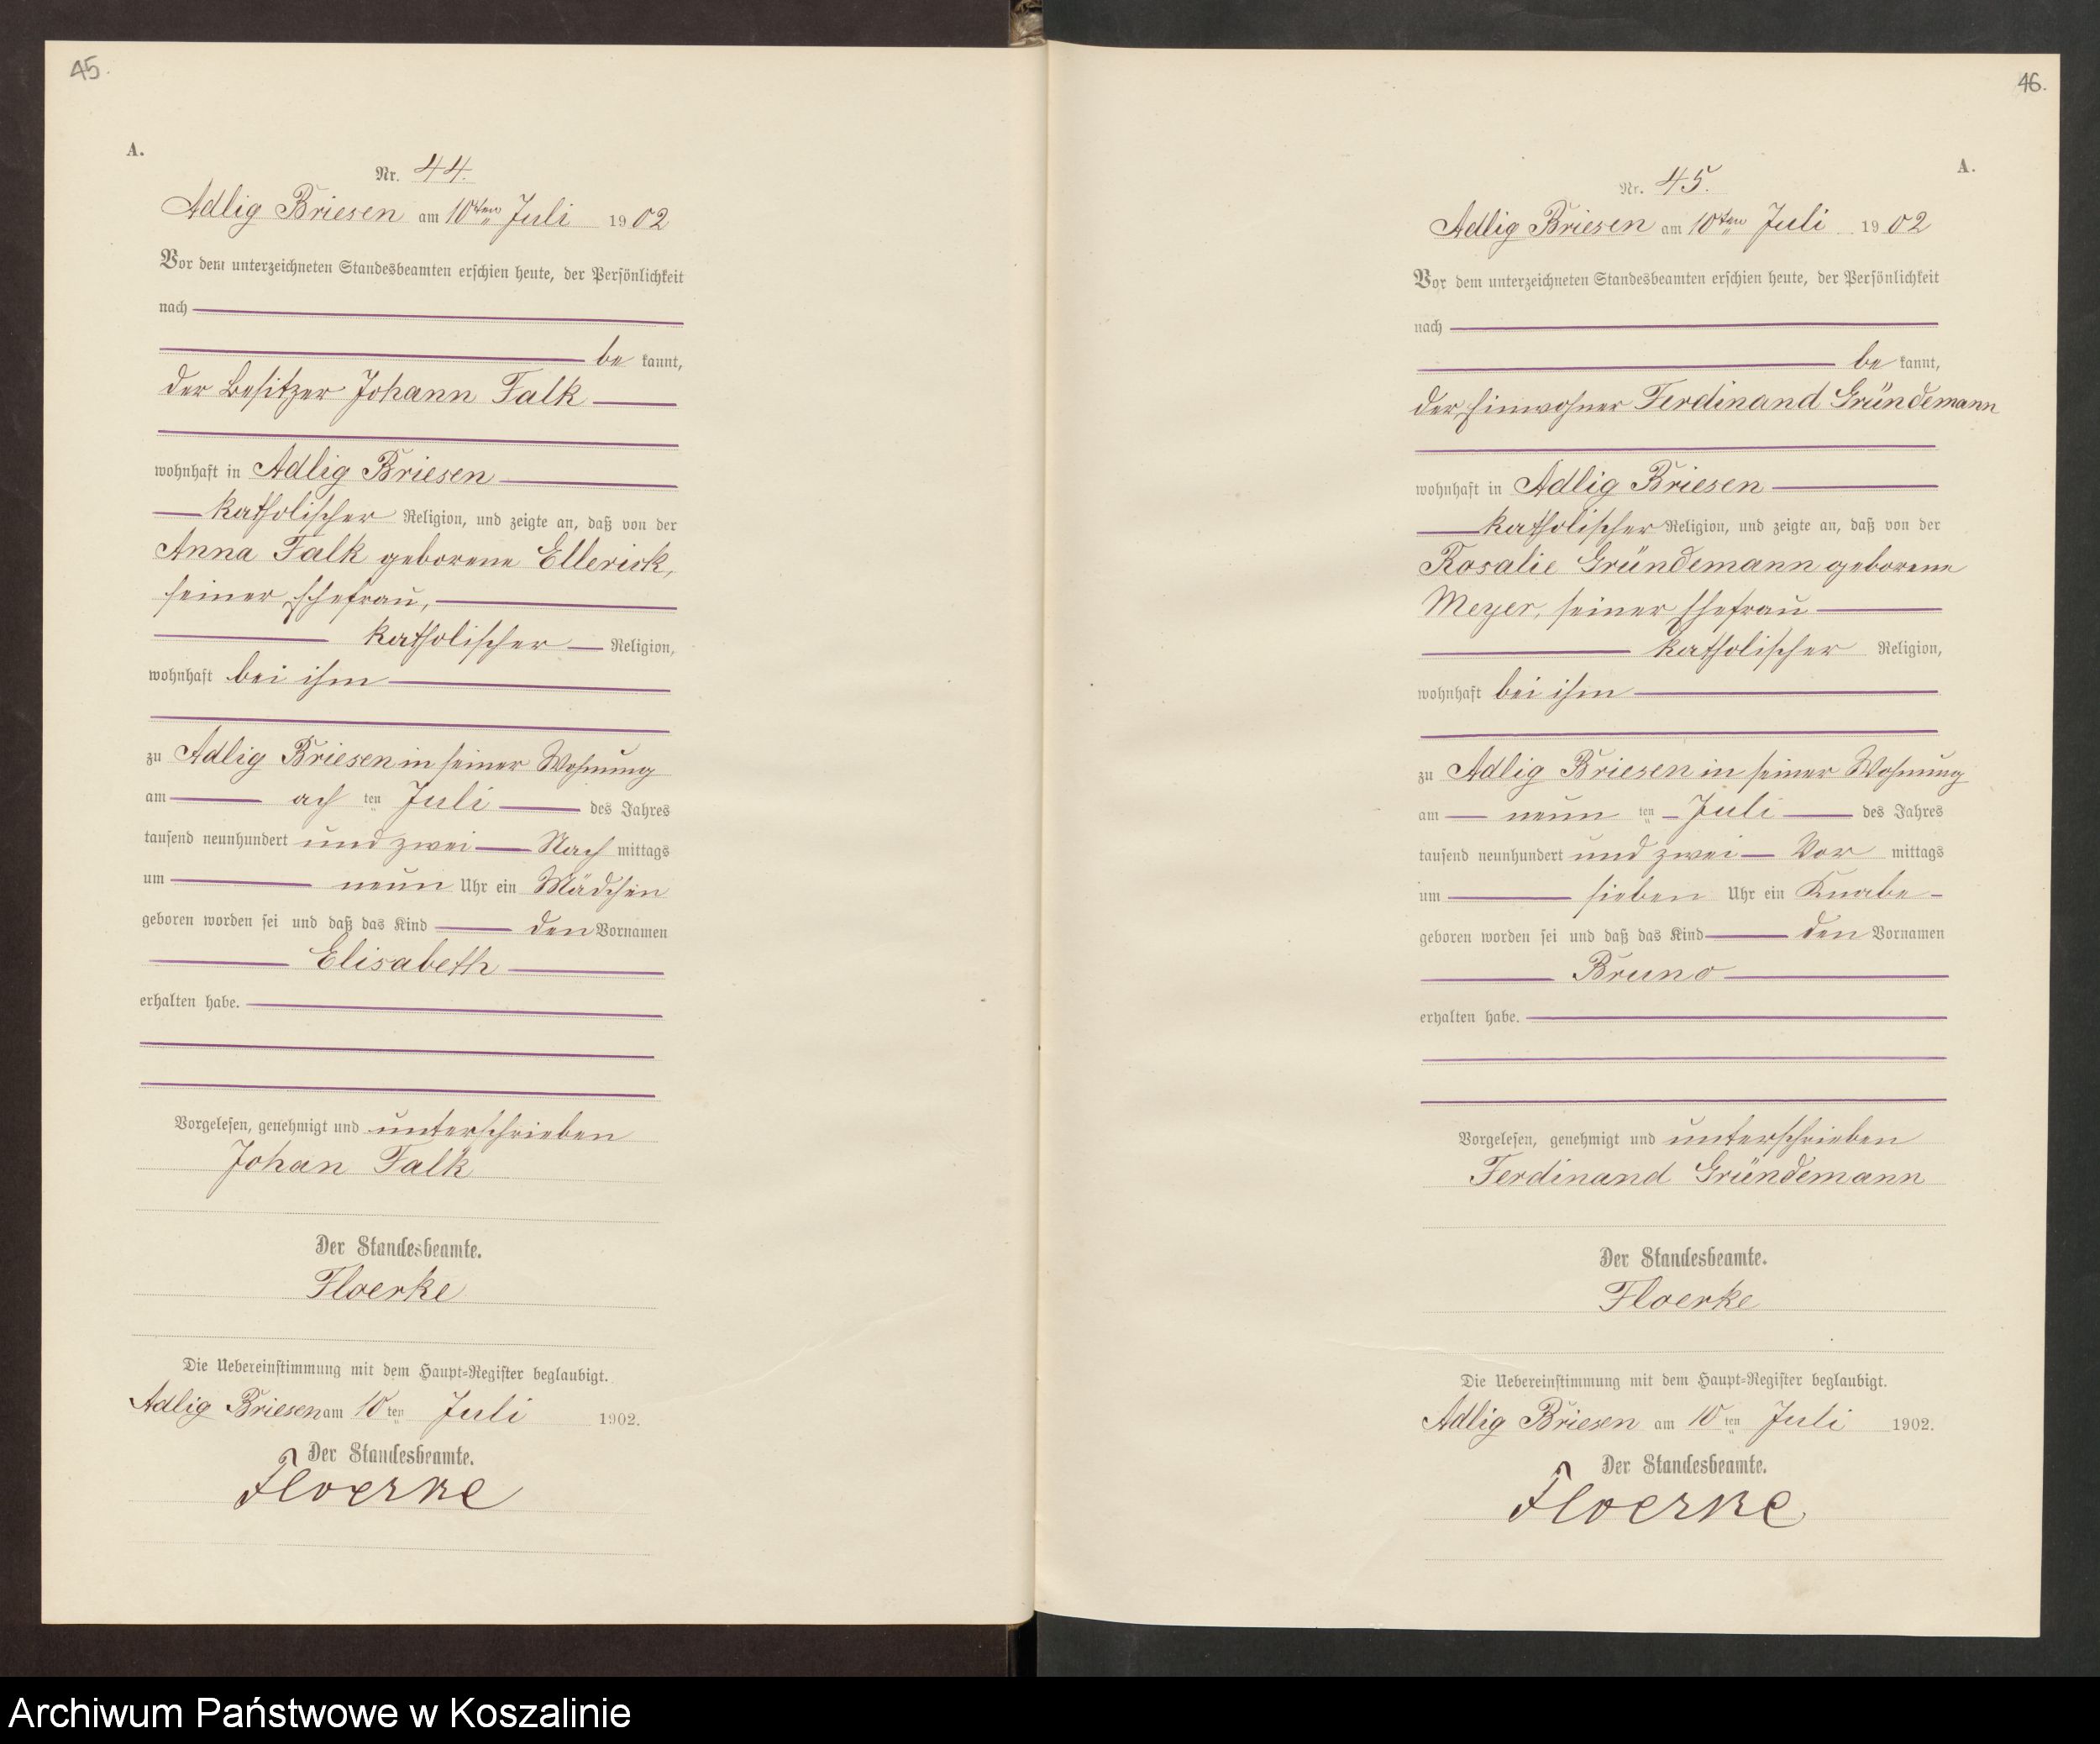 45.
A.
Nr. 44.
Adlig Briesen am 10ten Juli 1902
Vor dem unterzeichneten Standesbeamten erschien heute, der Persönlichkeit
nach
be kannt,
der Besitzer Johann Falk
wohnhaft in Adlig Briesen
katholischer Religion, und zeigte an, daß von der
Anna Falk geborene Ellerick,
seiner Ehefrau,
katholischer Religion,
wohnhaft bei ihm
zu Adlig Briesen in seiner Wohnung
am ach ten Juli des Jahres
tausend neunhundert und zwei Nach mittags
um neun Uhr ein Mädchen
geboren worden sei und daß das Kind den Vornamen
Elisabeth
erhalten habe.
Vorgelesen, genehmigt und unterschrieben
Johan Falk
Der Standesbeamte.
Floerke
Die Uebereinstimmung mit dem Haupt-Register beglaubigt.
Adlig Briesen am 10 ten Juli 1902.
Der Standesbeamte.
Floerke
46.
A.
Nr. 45.
Adlig Briesen am 10ten Juli 1902
Vor dem unterzeichneten Standesbeamten erschien heute, der Persönlichkeit
nach
be kannt,
der Einwohner Ferdinand Gründemann
wohnhaft in Adlig Briesen
katholischer Religion, und zeigte an, daß von der
Rosalie Gründemann geborene
Meyer, seiner Ehefrau
katholischer Religion,
wohnhaft bei ihm
zu Adlig Briesen in seiner Wohnung
am neun ten Juli des Jahres
tausend neunhundert und zwei Vor mittags
um sieben Uhr ein Knabe
geboren worden sei und daß das Kind den Vornamen
Bruno
erhalten habe.
Vorgelesen, genehmigt und unterschrieben
Ferdinand Gründemann
Der Standesbeamte.
Floerke
Die Uebereinstimmung mit dem Haupt-Register beglaubigt.
Adlig Briesen am 10 ten Juli 1902.
Der Standesbeamte.
Floerke
Archiwum Państwowe w Koszalinie